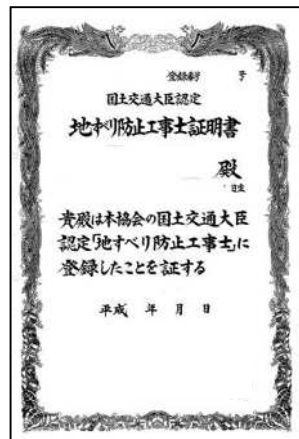 登録番号 号
国土交通大臣認定
地すべり防止工事士証明書
殿
日生
貴殿は本協会の国土交通大臣
認定「地すべり防止工事士」に
登録したことを証する
平成 年 月 日